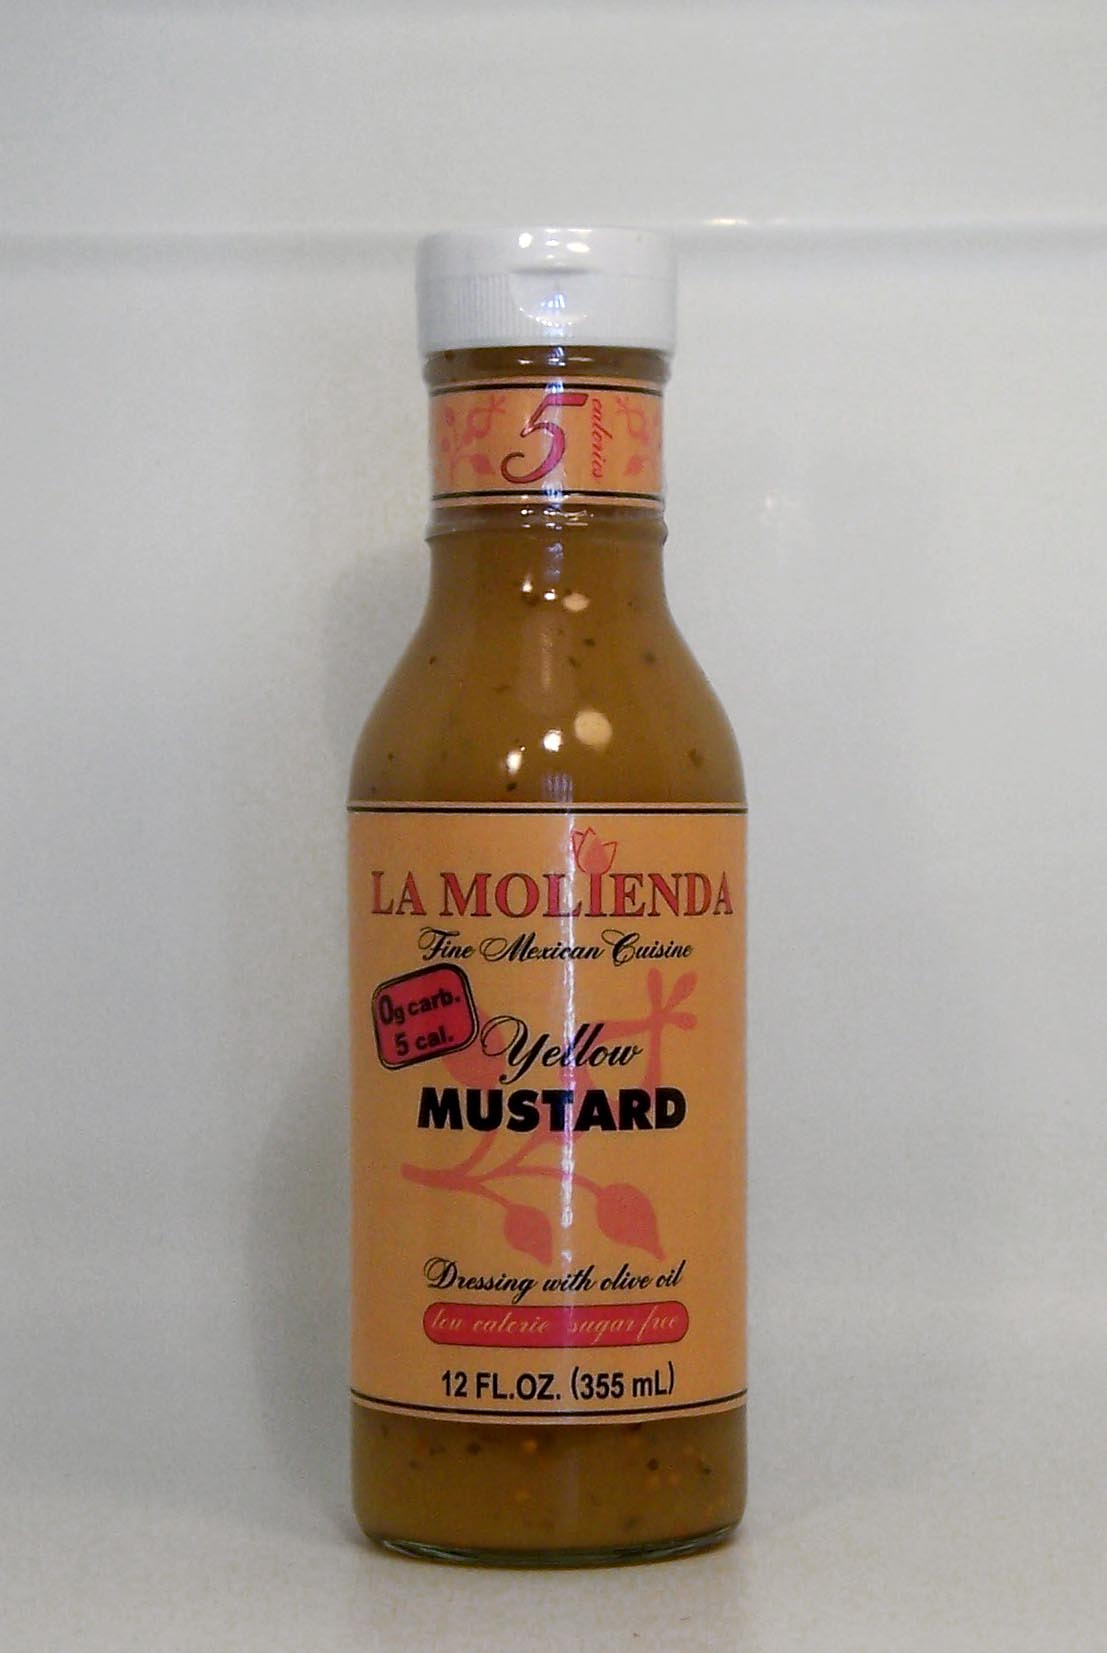 5 calories
LA MOLIENDA
Fine Mexican Cuisine
0g carb.
5 cal.
Yellow
MUSTARD
Dressing with olive oil
low calorie sugar free
12 FL.OZ. (355 mL)